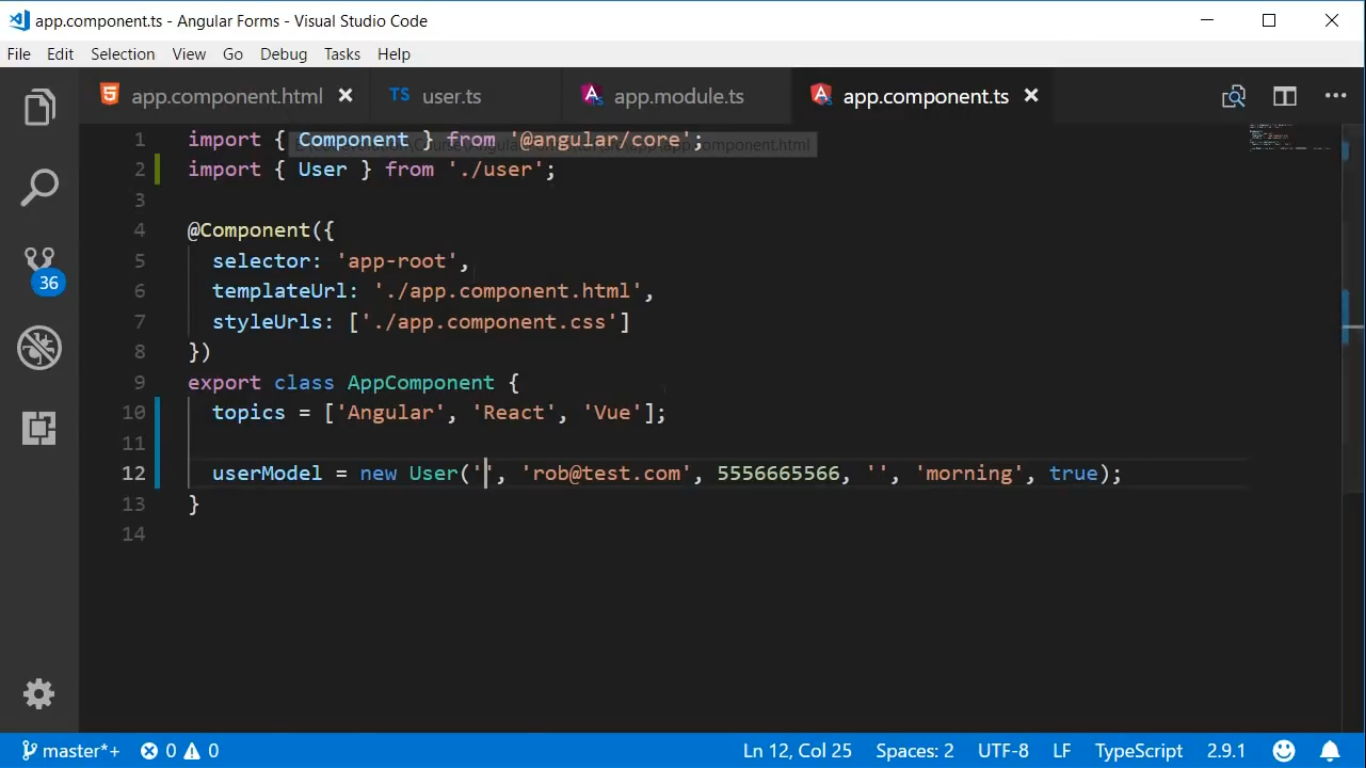 app.component.ts - Angular Forms - Visual Studio Code
File Edit Selection View Go Debug Tasks Help
app.component.html TS user.ts app.module.ts app.component.ts
1 import { Component } from '@angular/core';
2 import { User } from './user';
3
4 @Component({
5 selector: 'app-root',
6 templateUrl: './app.component.html',
7 styleUrls: ['./app.component.css']
8 })
9 export class AppComponent {
10 topics = ['Angular', 'React', 'Vue'];
11
12 userModel = new User('', 'rob@test.com', 5556665566, '', 'morning', true);
13 }
14
36
master*+ 0 0 Ln 12, Col 25 Spaces: 2 UTF-8 LF TypeScript 2.9.1